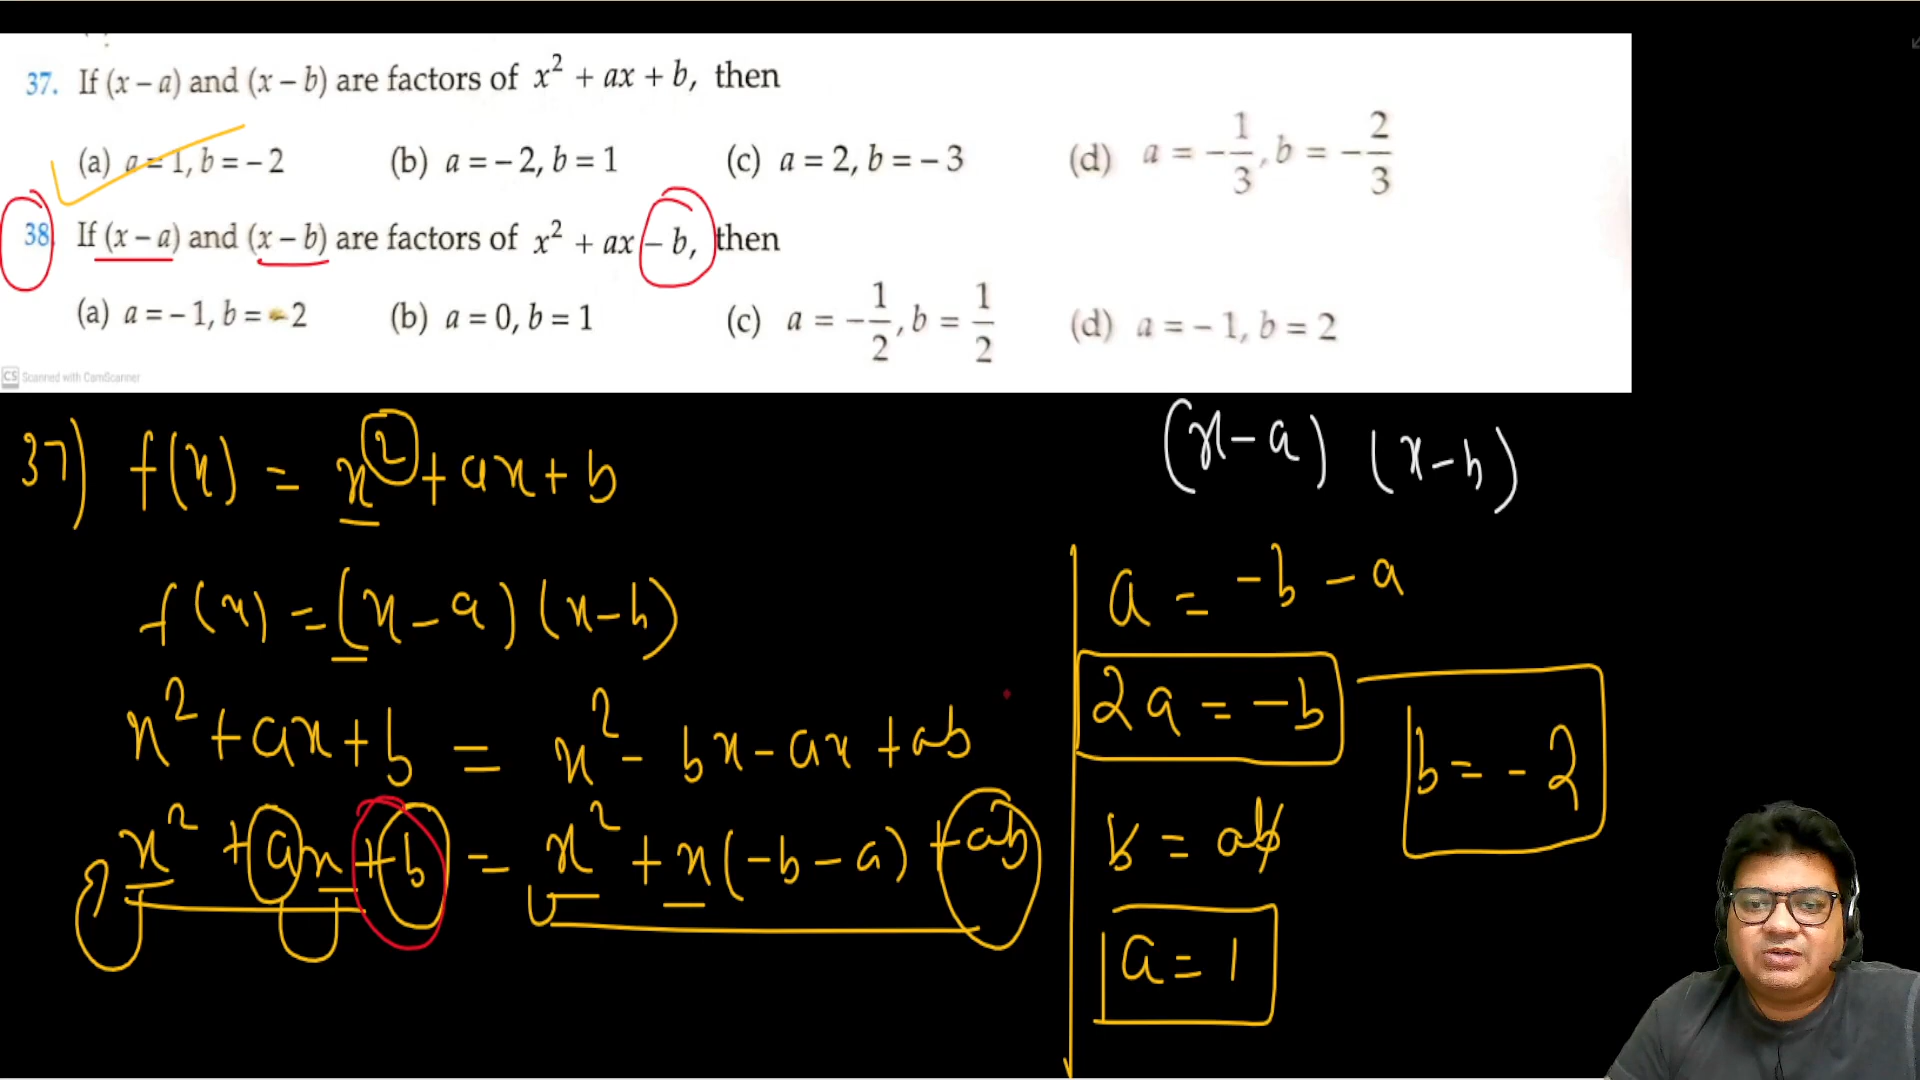 37. If (x – a) and (x – b) are factors of x² + ax + b, then
(a) a = 1, b = – 2 (b) a = – 2, b = 1 (c) a = 2, b = – 3 (d) a = –1/3, b = –2/3
38 If (x – a) and (x – b) are factors of x² + ax – b, then
(a) a = – 1, b = – 2 (b) a = 0, b = 1 (c) a = –1/2, b = 1/2 (d) a = – 1, b = 2
CS Scanned with CamScanner
37) f(x) = x² + ax + b
f(x) = (x – a) (x – b)
x² + ax + b = x² – bx – ax + ab
x² + ax + b = x² + x(–b – a) + ab
(x – a) (x – b)
a = –b – a
2a = –b
b = ab
a = 1
b = –2